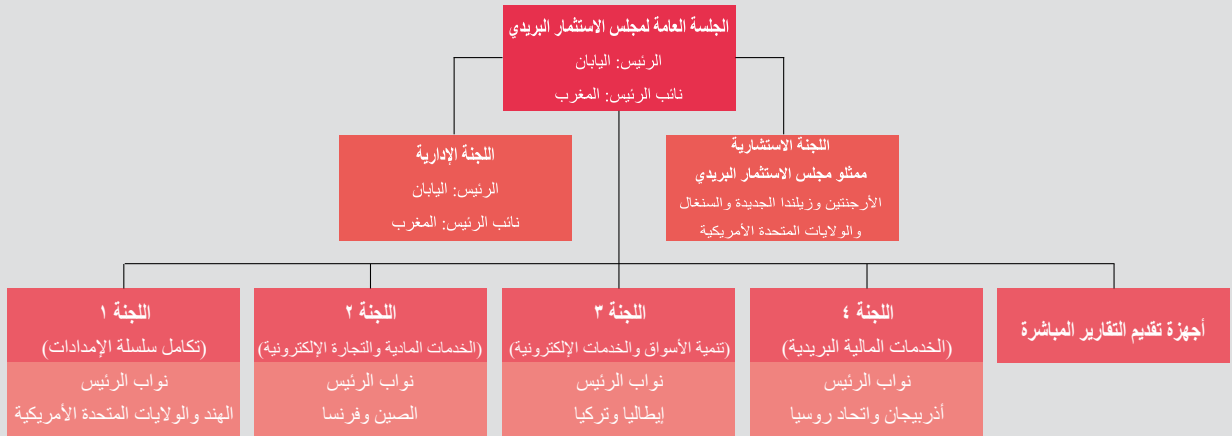 الجلسة العامة لمجلس الاستثمار البريدي
الرئيس: اليابان
نائب الرئيس: المغرب
اللجنة الاستشارية
ممثلو مجلس الاستثمار البريدي
الأرجنتين وزيلندا الجديدة والسنغال
والولايات المتحدة الأمريكية
اللجنة الإدارية
الرئيس: اليابان
نائب الرئيس: المغرب
أجهزة تقديم التقارير المباشرة
اللجنة ٤
(الخدمات المالية البريدية)
نواب الرئيس
أذربيجان واتحاد روسيا
اللجنة ٣
(تنمية الأسواق والخدمات الإلكترونية)
نواب الرئيس
إيطاليا وتركيا
اللجنة ٢
(الخدمات المادية والتجارة الإلكترونية)
نواب الرئيس
الصين وفرنسا
اللجنة ١
(تكامل سلسلة الإمدادات)
نواب الرئيس
الهند والولايات المتحدة الأمريكية